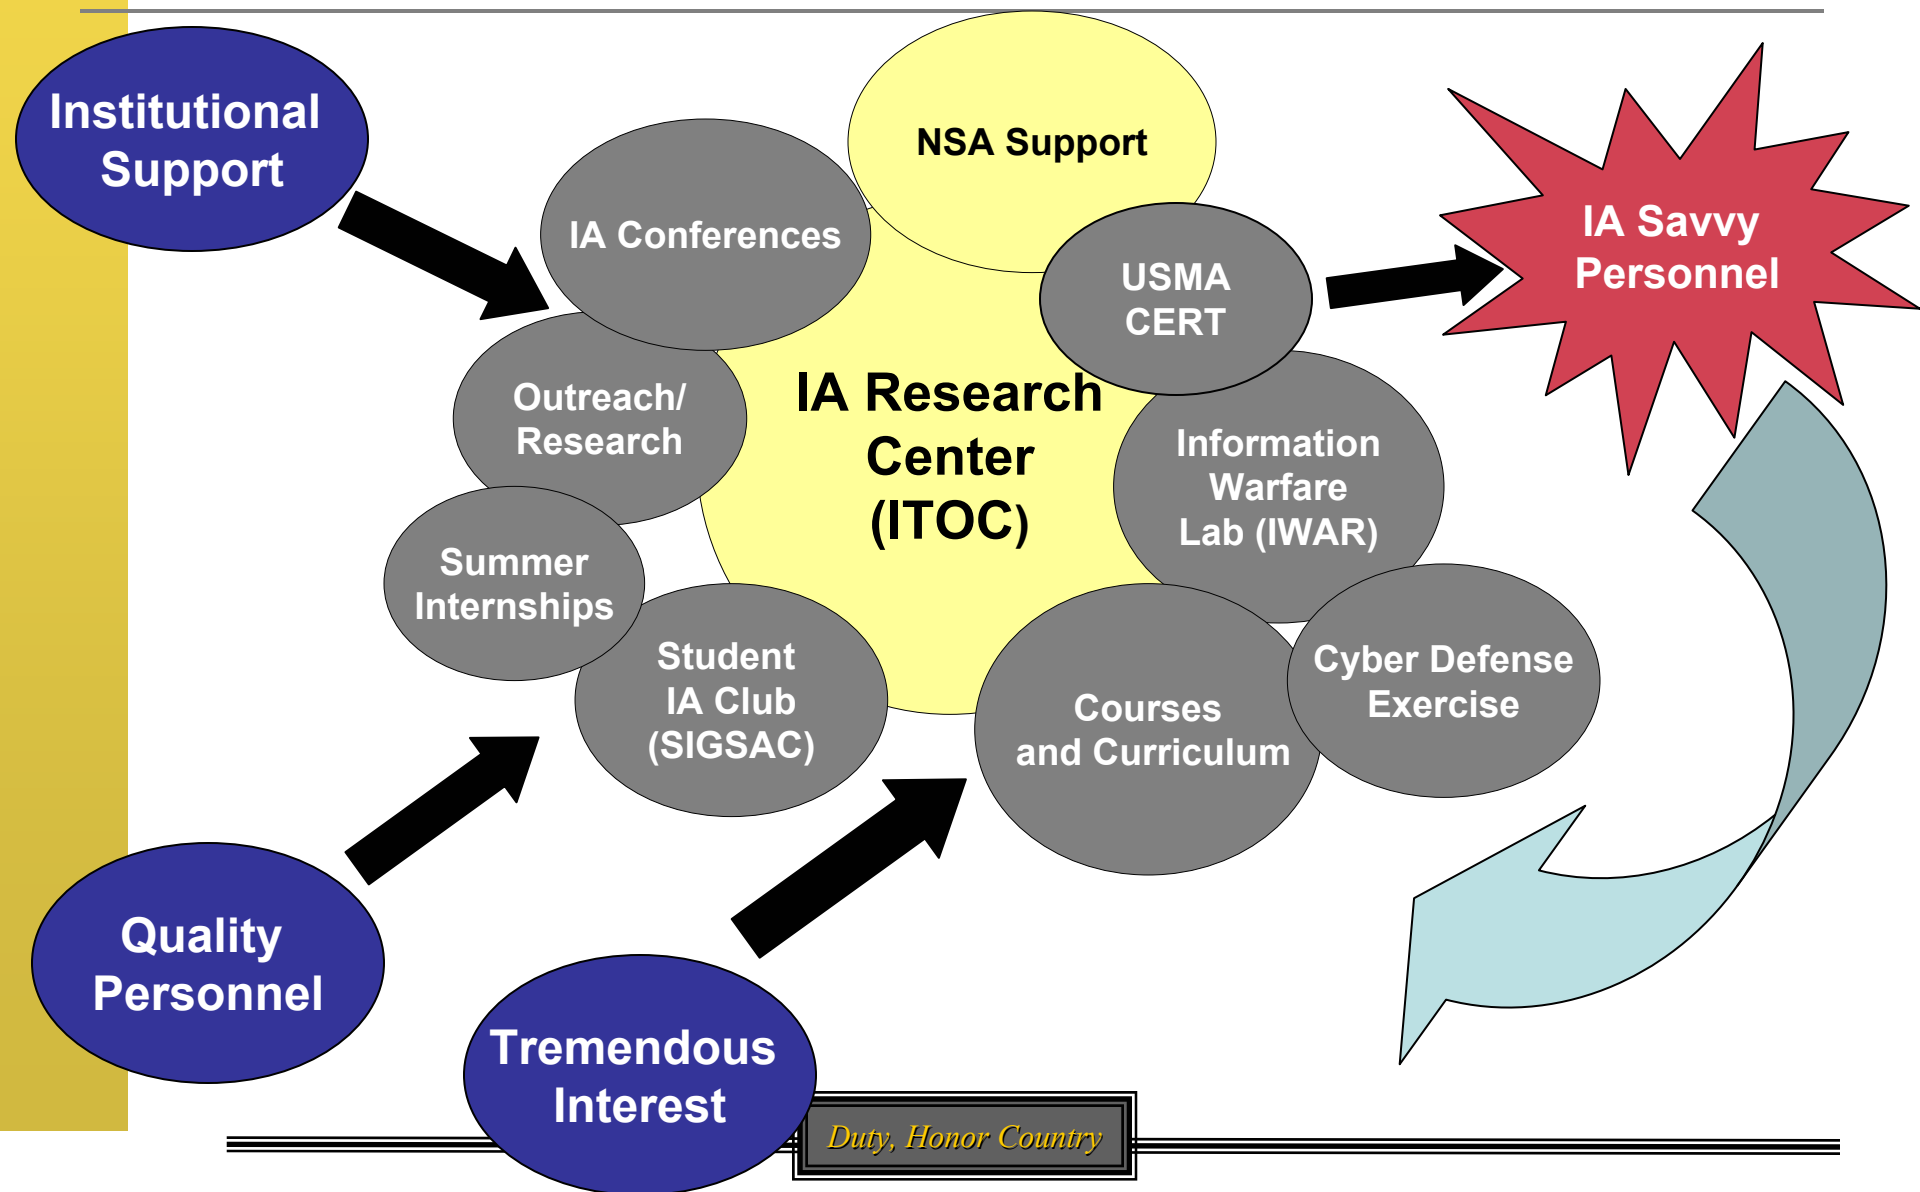 Institutional
Support
NSA Support
IA Conferences
IA Savvy
Personnel
USMA
CERT
Outreach/
Research
IA Research
Center
(ITOC)
Information
Warfare
Lab (IWAR)
Summer
Internships
Student
IA Club
(SIGSAC)
Courses
and Curriculum
Cyber Defense
Exercise
Quality
Personnel
Tremendous
Interest
Duty, Honor Country